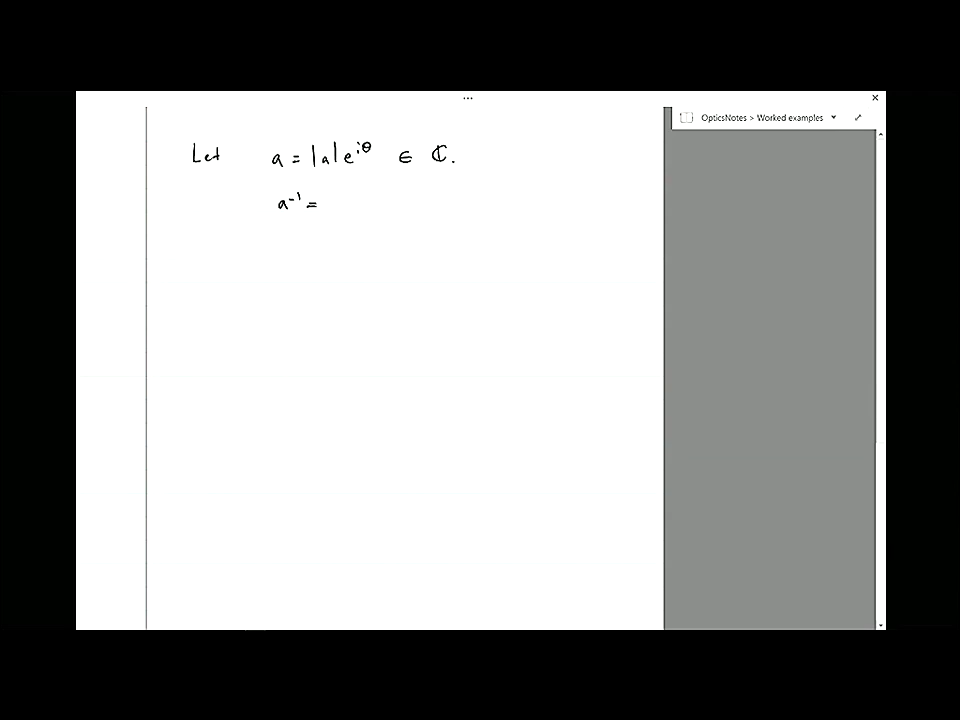 ...
OpticsNotes > Worked examples
Let a = |a| e^{iθ} ∈ ℂ.
a^{-1} =